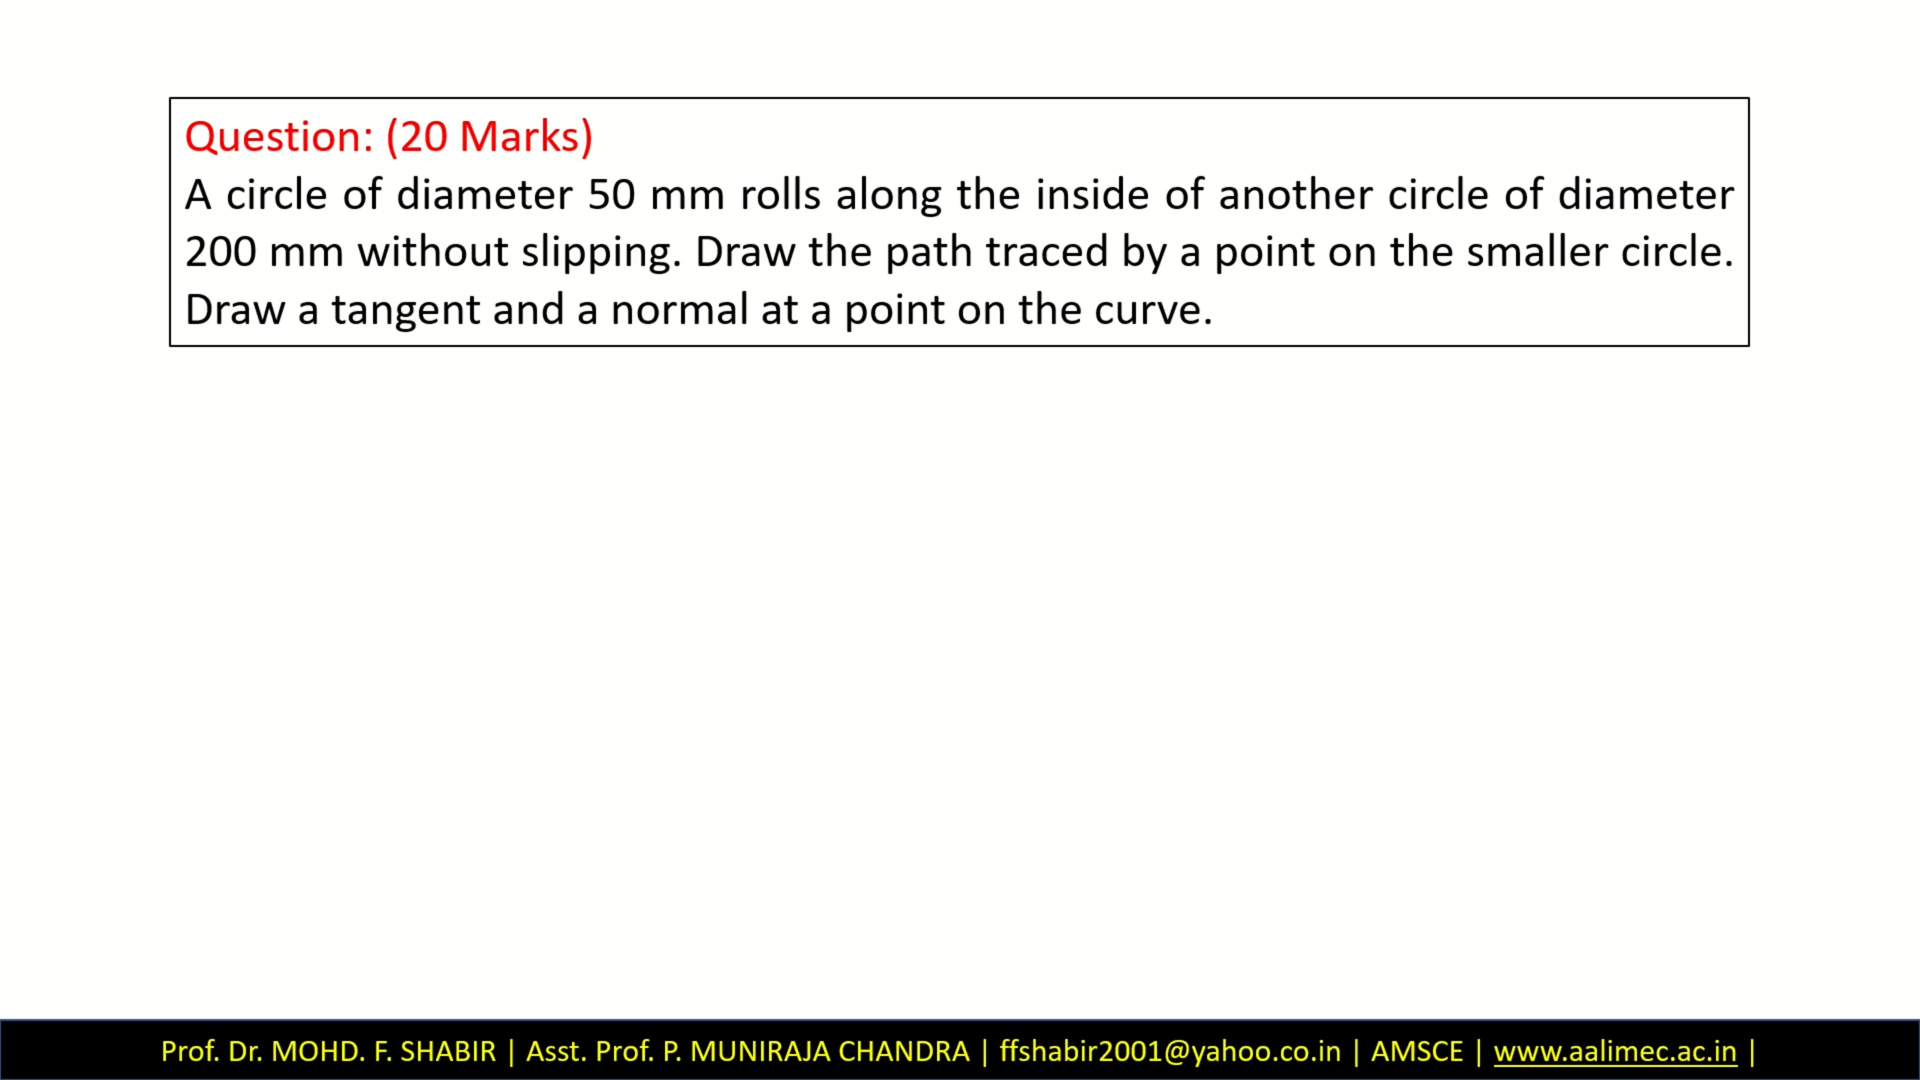 Question: (20 Marks)
A circle of diameter 50 mm rolls along the inside of another circle of diameter
200 mm without slipping. Draw the path traced by a point on the smaller circle.
Draw a tangent and a normal at a point on the curve.
Prof. Dr. MOHD. F. SHABIR | Asst. Prof. P. MUNIRAJA CHANDRA | ffshabir2001@yahoo.co.in | AMSCE | www.aalimec.ac.in |